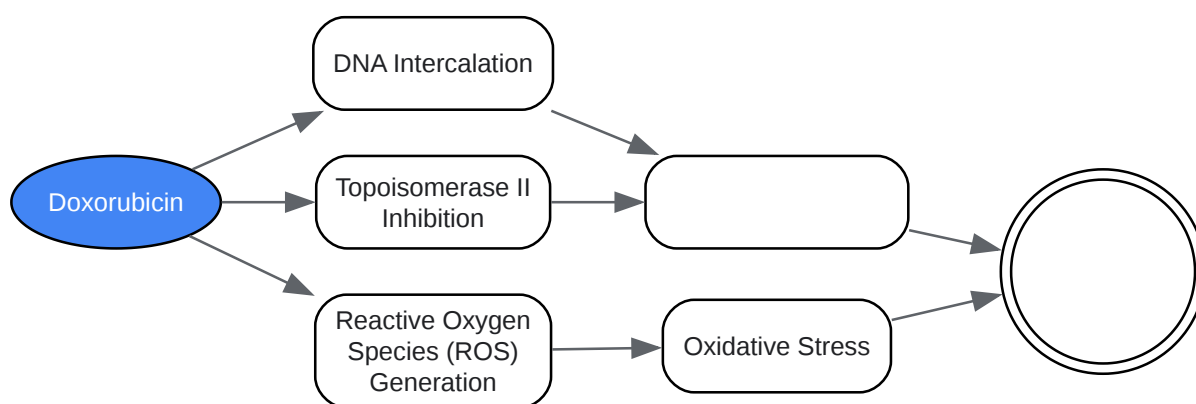 DNA Intercalation
Doxorubicin
Topoisomerase II
Inhibition
Reactive Oxygen
Species (ROS)
Generation
Oxidative Stress